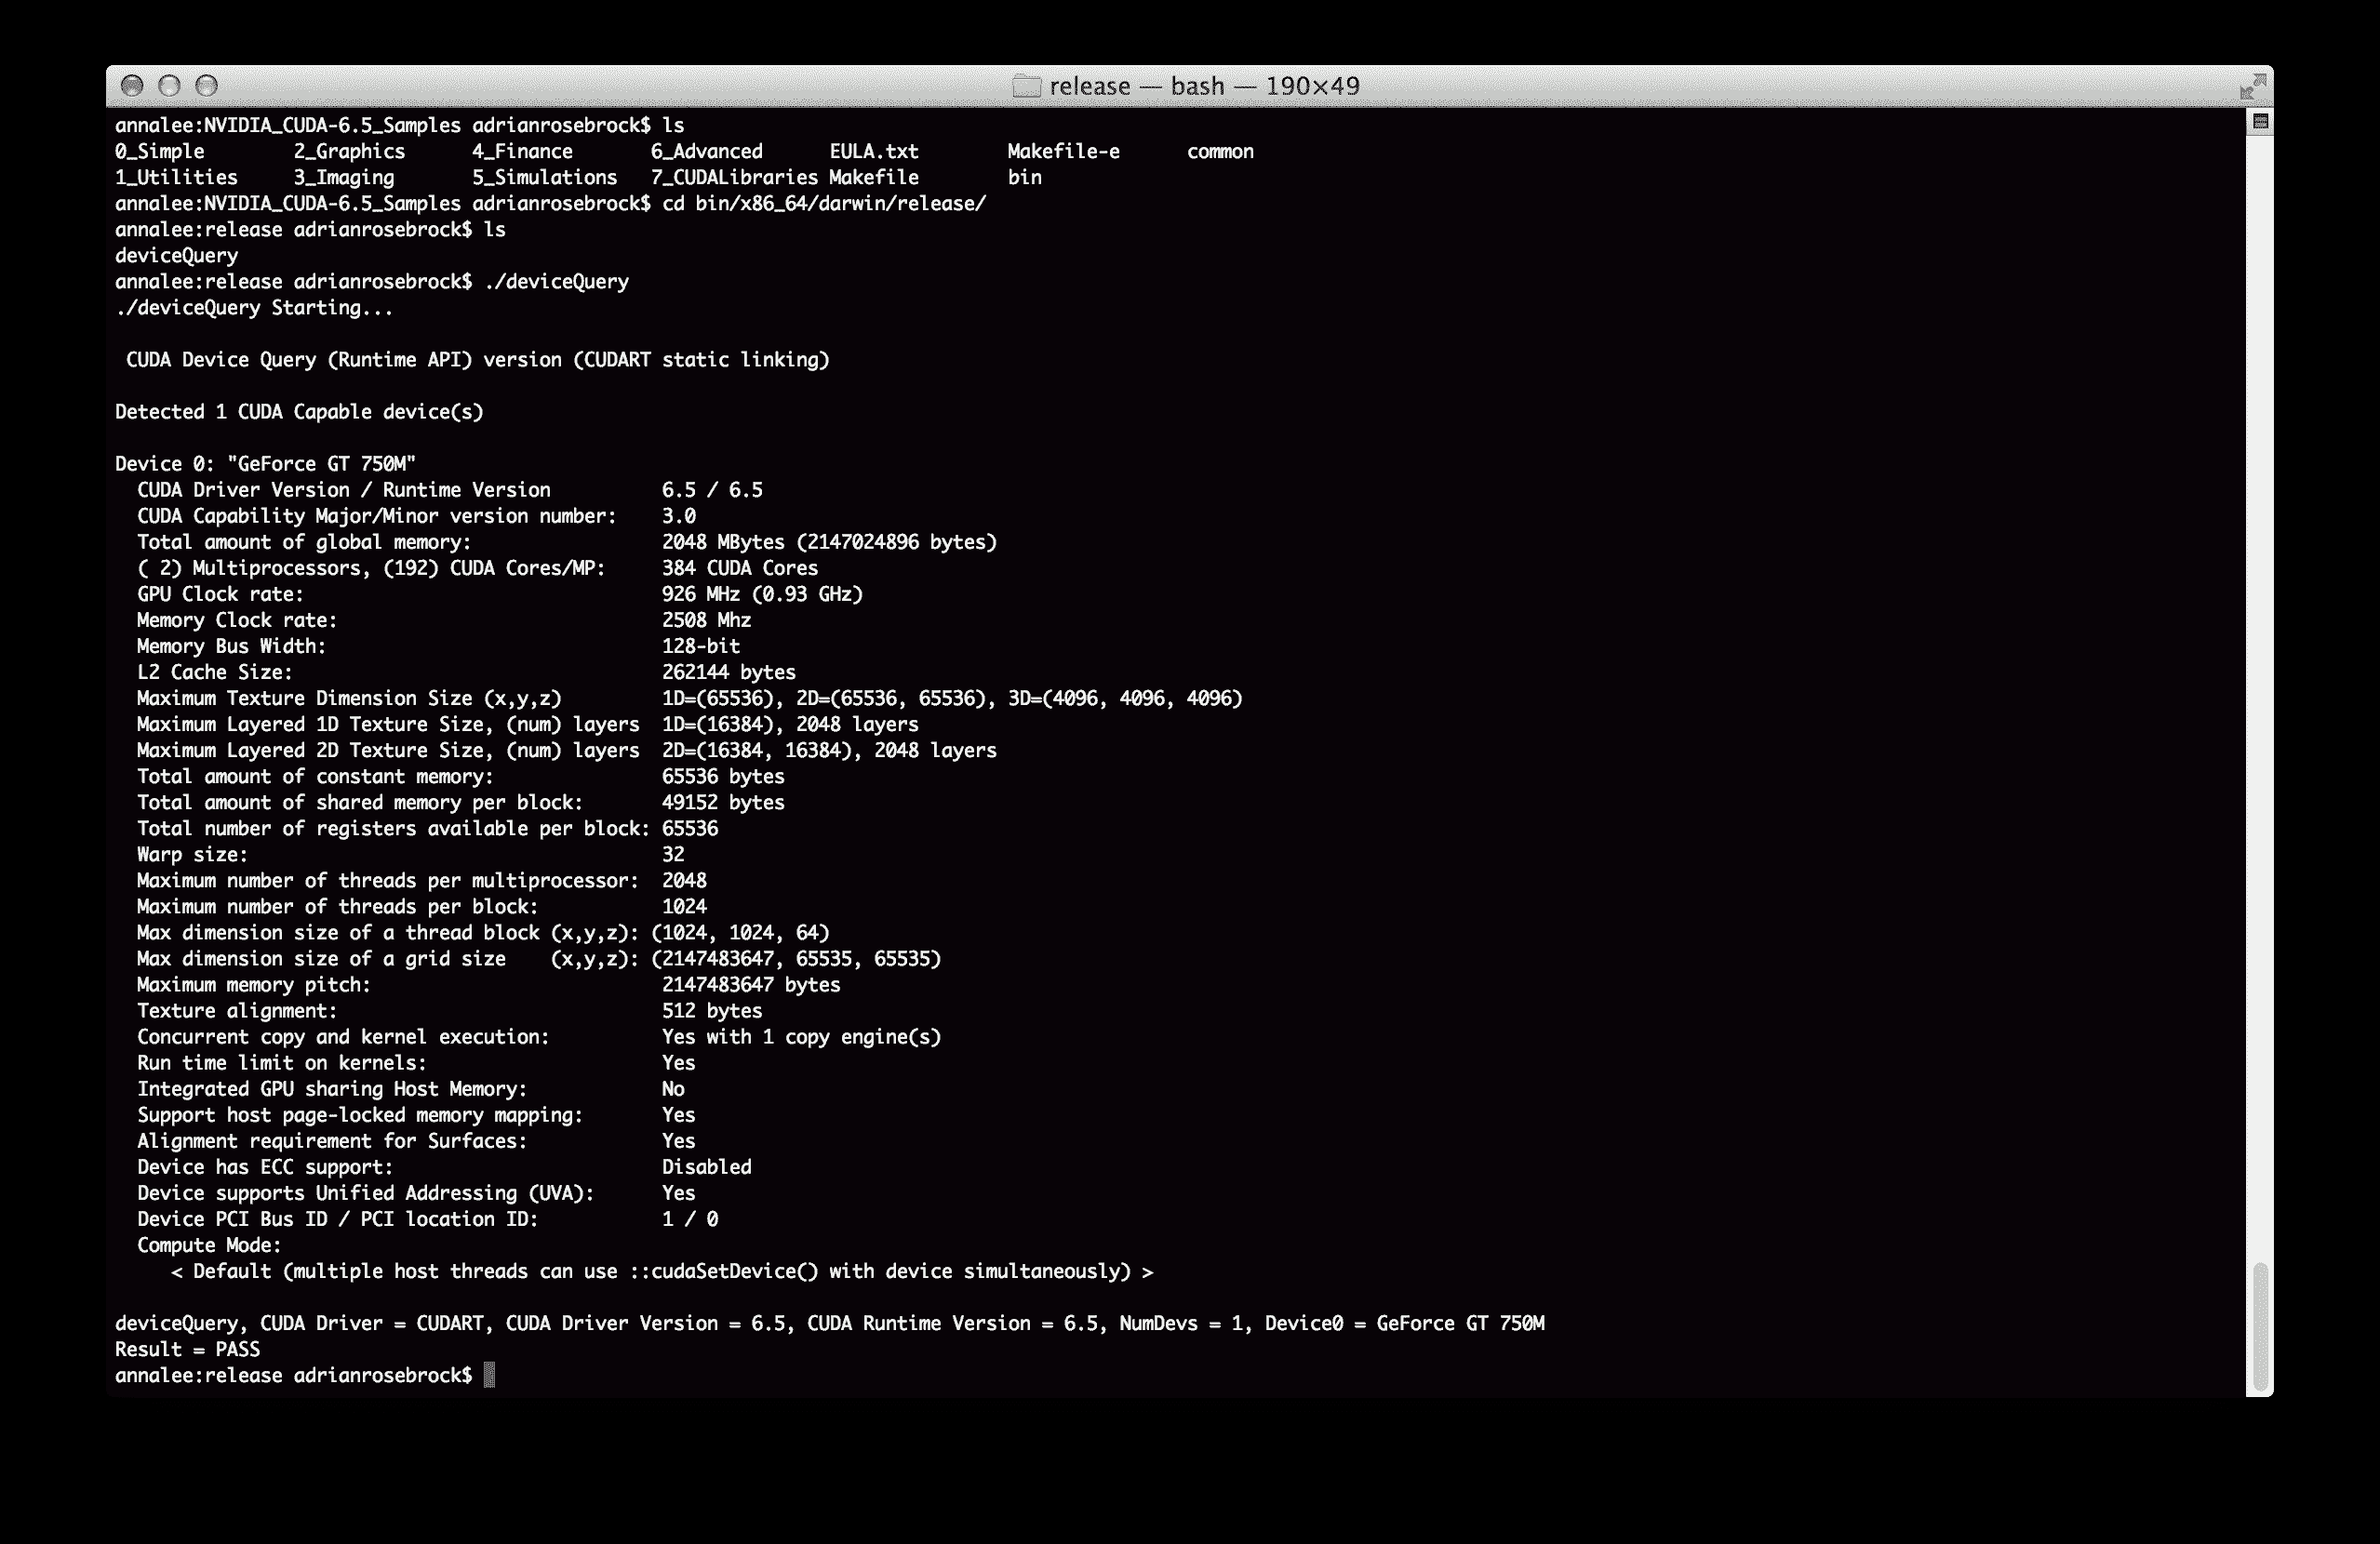 release — bash — 190×49
annalee:NVIDIA_CUDA-6.5_Samples adrianrosebrock$ ls
0_Simple        2_Graphics      4_Finance       6_Advanced      EULA.txt        Makefile-e      common
1_Utilities     3_Imaging       5_Simulations   7_CUDALibraries Makefile        bin
annalee:NVIDIA_CUDA-6.5_Samples adrianrosebrock$ cd bin/x86_64/darwin/release/
annalee:release adrianrosebrock$ ls
deviceQuery
annalee:release adrianrosebrock$ ./deviceQuery
./deviceQuery Starting...
 CUDA Device Query (Runtime API) version (CUDART static linking)
Detected 1 CUDA Capable device(s)
Device 0: "GeForce GT 750M"
  CUDA Driver Version / Runtime Version          6.5 / 6.5
  CUDA Capability Major/Minor version number:    3.0
  Total amount of global memory:                 2048 MBytes (2147024896 bytes)
  ( 2) Multiprocessors, (192) CUDA Cores/MP:     384 CUDA Cores
  GPU Clock rate:                                926 MHz (0.93 GHz)
  Memory Clock rate:                             2508 Mhz
  Memory Bus Width:                              128-bit
  L2 Cache Size:                                 262144 bytes
  Maximum Texture Dimension Size (x,y,z)         1D=(65536), 2D=(65536, 65536), 3D=(4096, 4096, 4096)
  Maximum Layered 1D Texture Size, (num) layers  1D=(16384), 2048 layers
  Maximum Layered 2D Texture Size, (num) layers  2D=(16384, 16384), 2048 layers
  Total amount of constant memory:               65536 bytes
  Total amount of shared memory per block:       49152 bytes
  Total number of registers available per block: 65536
  Warp size:                                     32
  Maximum number of threads per multiprocessor:  2048
  Maximum number of threads per block:           1024
  Max dimension size of a thread block (x,y,z): (1024, 1024, 64)
  Max dimension size of a grid size    (x,y,z): (2147483647, 65535, 65535)
  Maximum memory pitch:                          2147483647 bytes
  Texture alignment:                             512 bytes
  Concurrent copy and kernel execution:          Yes with 1 copy engine(s)
  Run time limit on kernels:                     Yes
  Integrated GPU sharing Host Memory:            No
  Support host page-locked memory mapping:       Yes
  Alignment requirement for Surfaces:            Yes
  Device has ECC support:                        Disabled
  Device supports Unified Addressing (UVA):      Yes
  Device PCI Bus ID / PCI location ID:           1 / 0
  Compute Mode:
     < Default (multiple host threads can use ::cudaSetDevice() with device simultaneously) >
deviceQuery, CUDA Driver = CUDART, CUDA Driver Version = 6.5, CUDA Runtime Version = 6.5, NumDevs = 1, Device0 = GeForce GT 750M
Result = PASS
annalee:release adrianrosebrock$